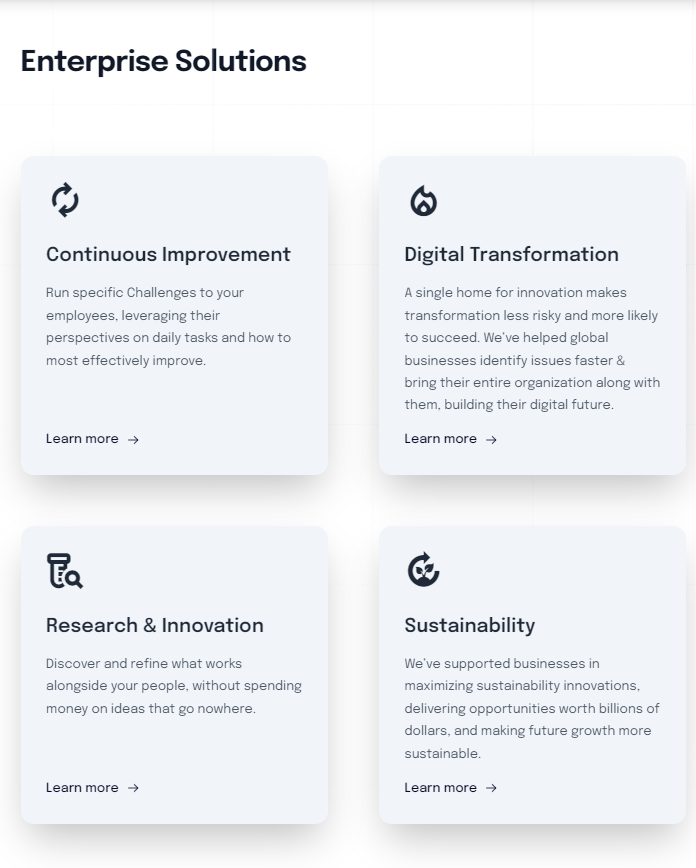 Enterprise Solutions
Continuous Improvement
Run specific Challenges to your
employees, leveraging their
perspectives on daily tasks and how to
most effectively improve.
Learn more →
Digital Transformation
A single home for innovation makes
transformation less risky and more likely
to succeed. We've helped global
businesses identify issues faster &
bring their entire organization along with
them, building their digital future.
Learn more →
Research & Innovation
Discover and refine what works
alongside your people, without spending
money on ideas that go nowhere.
Learn more →
Sustainability
We've supported businesses in
maximizing sustainability innovations,
delivering opportunities worth billions of
dollars, and making future growth more
sustainable.
Learn more →